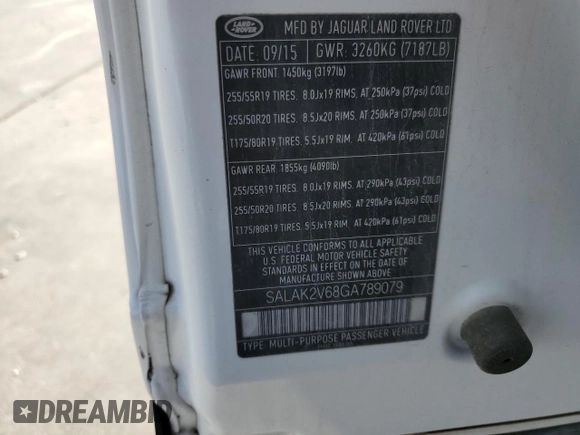 LAND-
ROVER
MFD BY JAGUAR LAND ROVER LTD
DATE: 09/15 GWR: 3260KG (7187LB)
GAWR FRONT: 1450kg (3197lb)
255/55R19 TIRES. 8.0Jx19 RIMS. AT 250kPa (37psi) COLD
255/50R20 TIRES. 8.5Jx20 RIMS. AT 250kPa (37psi) COLD
T175/80R19 TIRES. 5.5Jx19 RIM. AT 420kPa (61psi) COLD
GAWR REAR: 1855kg (4090lb)
255/55R19 TIRES. 8.0Jx19 RIMS. AT 290kPa (43psi) COLD
255/50R20 TIRES. 8.5Jx20 RIMS. AT 290kPa (43psi) COLD
T175/80R19 TIRES. 5.5Jx19 RIM. AT 420kPa (61psi) COLD
THIS VEHICLE CONFORMS TO ALL APPLICABLE
U.S. FEDERAL MOTOR VEHICLE SAFETY
STANDARDS IN EFFECT ON THE DATE OF
MANUFACTURE SHOWN ABOVE
SALAK2V68GA789079
TYPE: MULTI-PURPOSE PASSENGER VEHICLE
DREAMBID